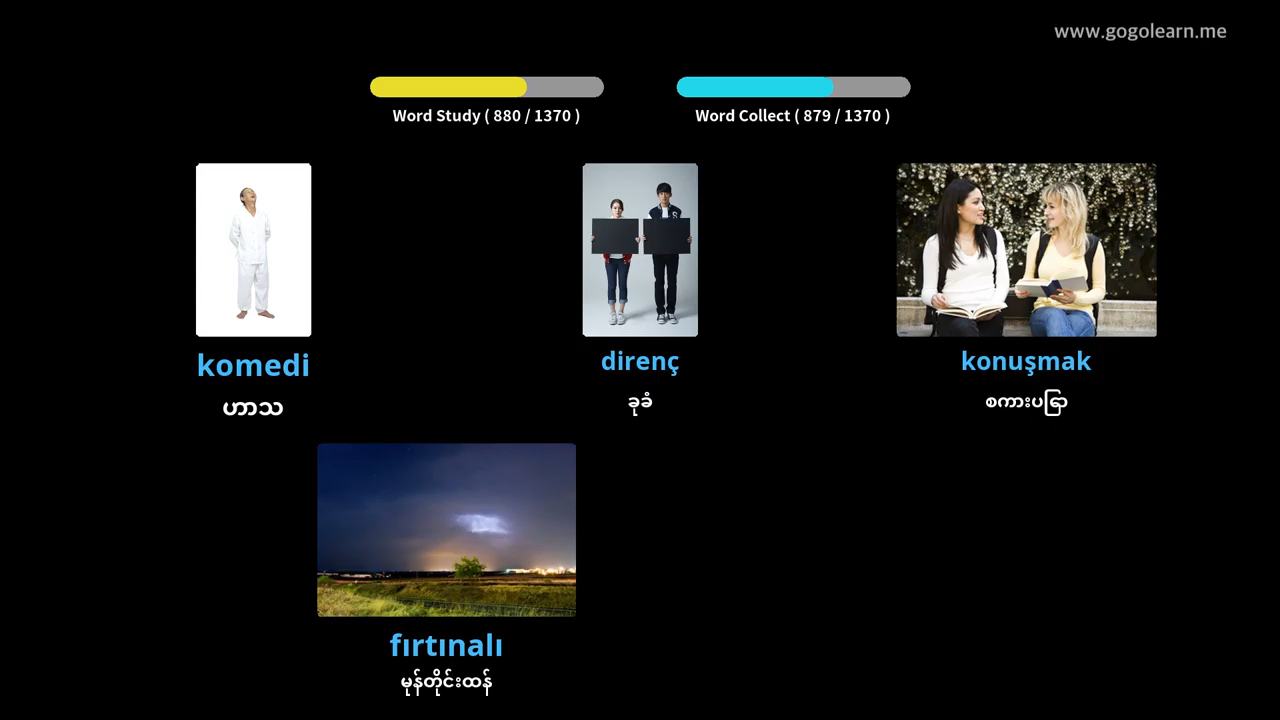 www.gogolearn.me
Word Study ( 880 / 1370 )
Word Collect ( 879 / 1370 )
komedi
ဟာသ
direnç
ခုခံ
konuşmak
စကားပြော
fırtınalı
မုန်တိုင်းထန်